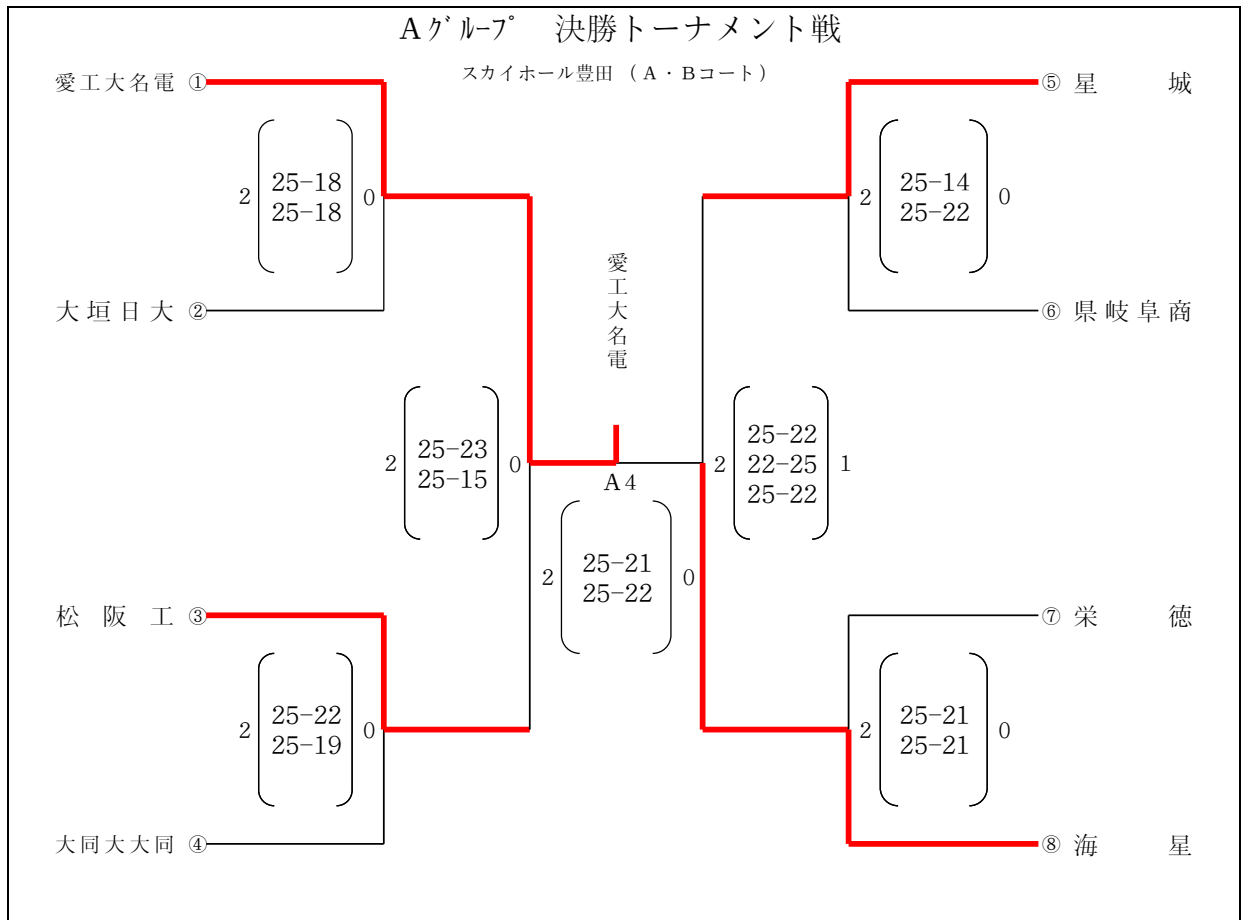 Aｸﾞﾙｰﾌﾟ 決勝トーナメント戦
スカイホール豊田 （A・Bコート）
愛工大名電 ①
⑤ 星 城
2 25-18 0
25-18
2 25-14 0
25-22
愛工大名電
大垣日大 ②
⑥ 県岐阜商
2 25-23 0
25-15
2 25-22 1
22-25
25-22
A4
2 25-21 0
25-22
松阪工 ③
⑦ 栄徳
2 25-22 0
25-19
2 25-21 0
25-21
大同大大同 ④
⑧ 海星